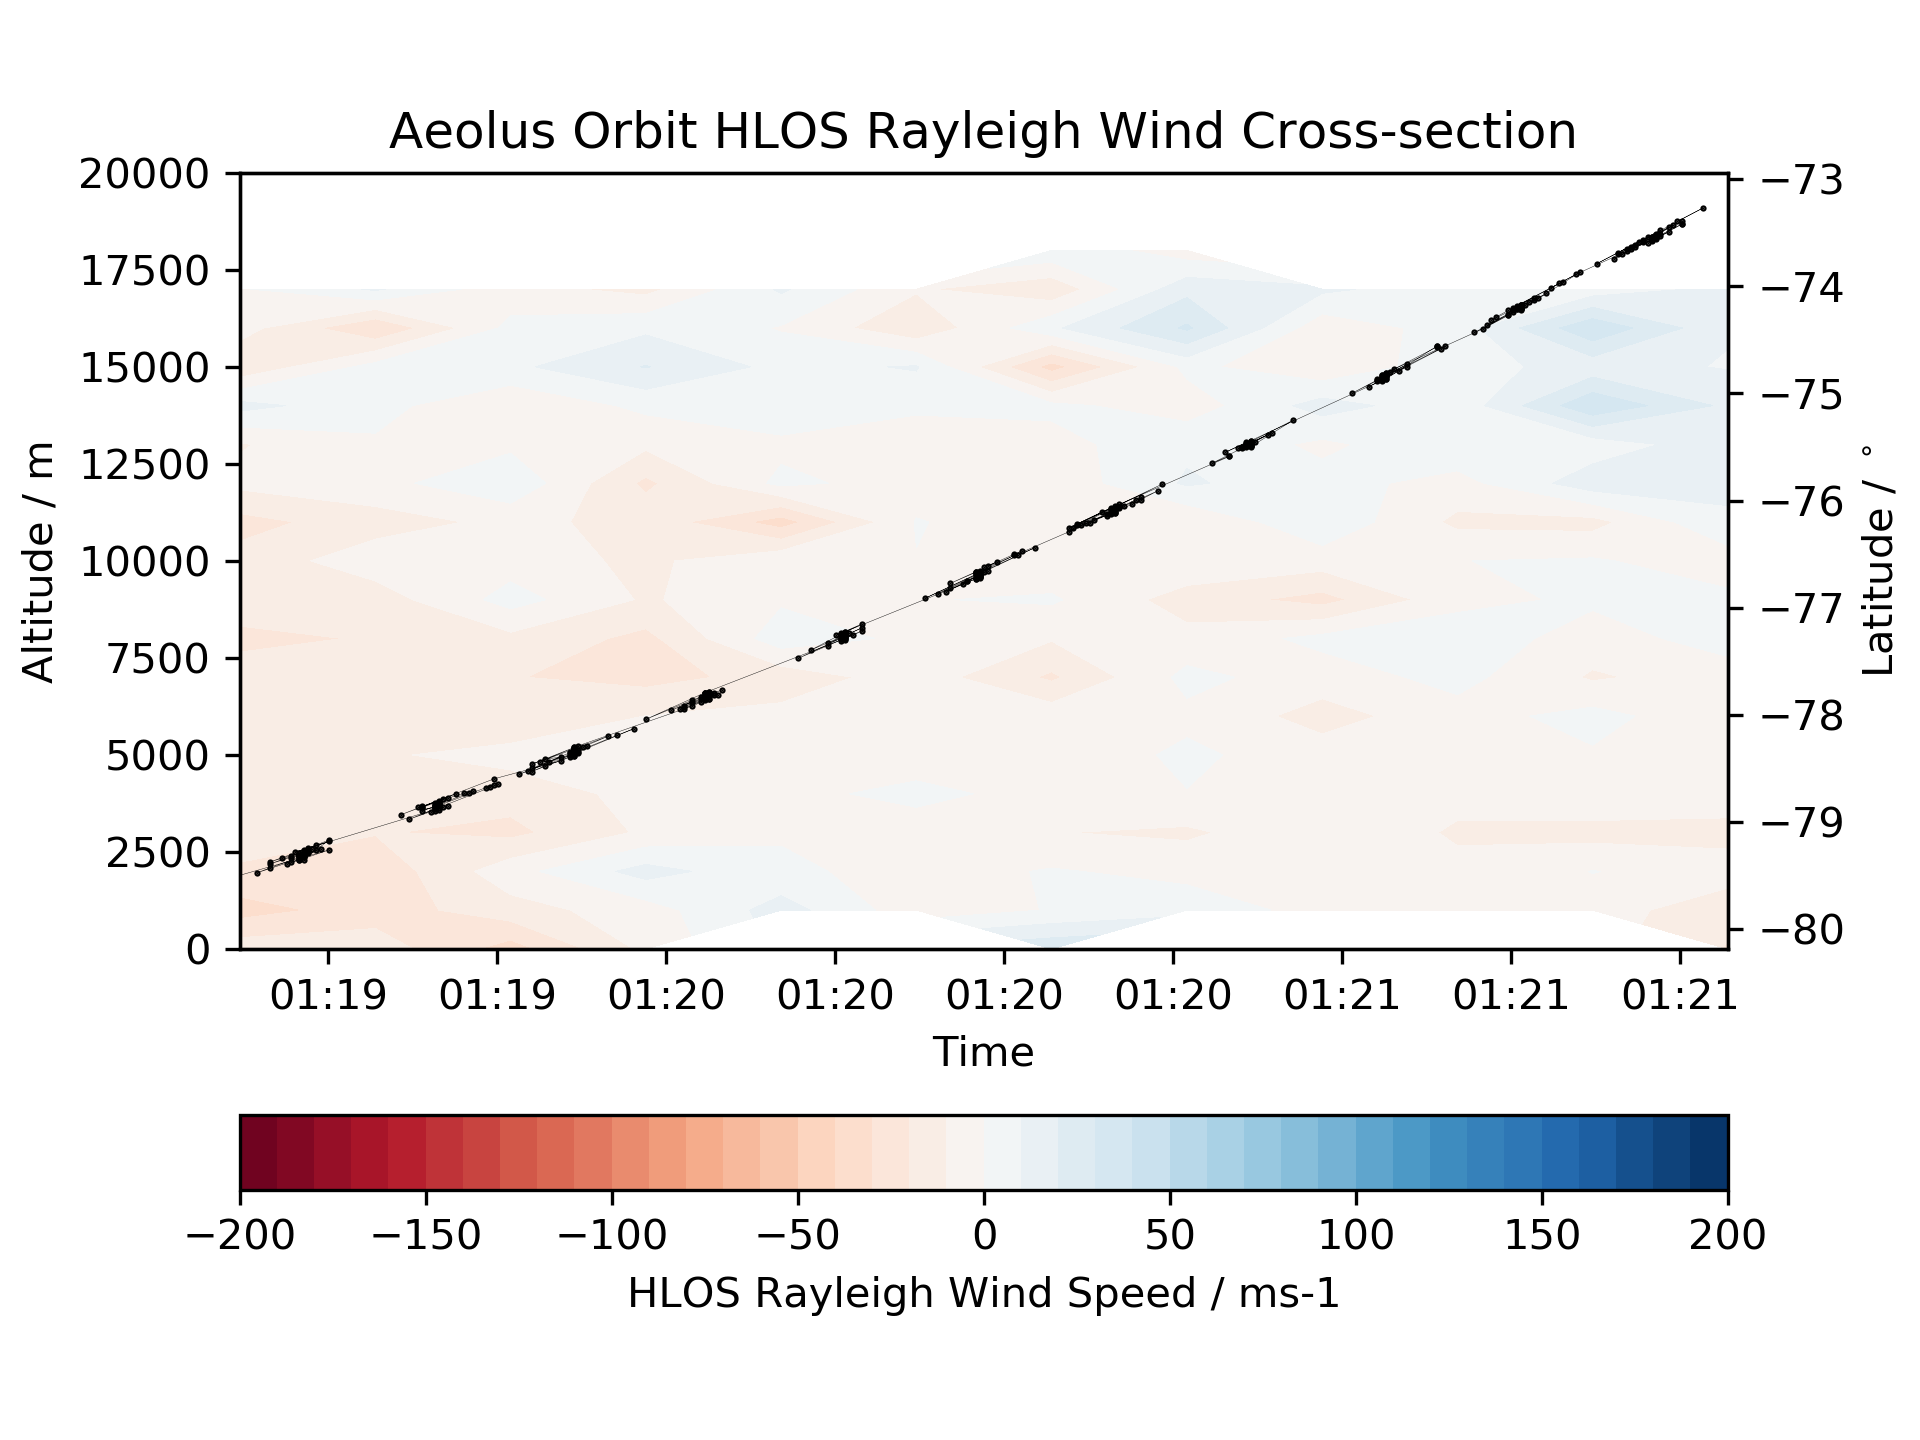 Aeolus Orbit HLOS Rayleigh Wind Cross-section
20000
17500
15000
12500
10000
7500
5000
2500
0
Altitude / m
−73
−74
−75
−76
−77
−78
−79
−80
Latitude / °
01:19 01:19 01:20 01:20 01:20 01:20 01:21 01:21 01:21
Time
−200 −150 −100 −50 0 50 100 150 200
HLOS Rayleigh Wind Speed / ms-1